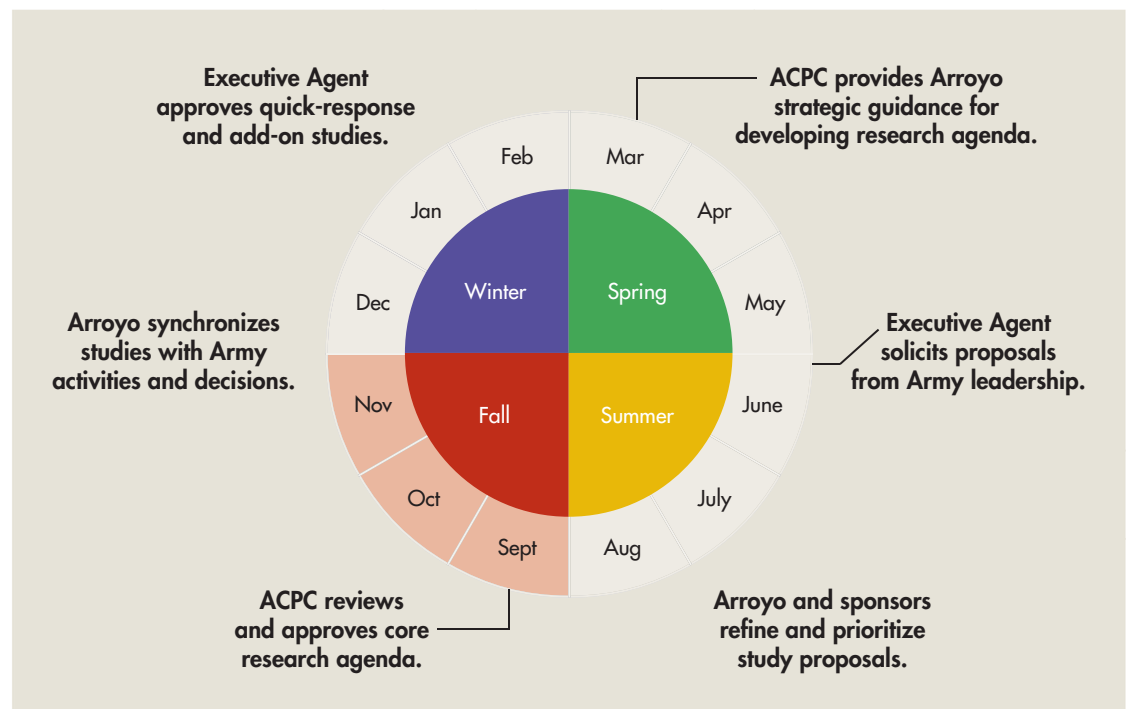 Executive Agent
approves quick-response
and add-on studies.
ACPC provides Arroyo
strategic guidance for
developing research agenda.
Feb
Mar
Jan
Apr
Dec
May
Winter
Spring
Arroyo synchronizes
studies with Army
activities and decisions.
Executive Agent
solicits proposals
from Army leadership.
Nov
June
Fall
Summer
Oct
July
Sept
Aug
ACPC reviews
and approves core
research agenda.
Arroyo and sponsors
refine and prioritize
study proposals.